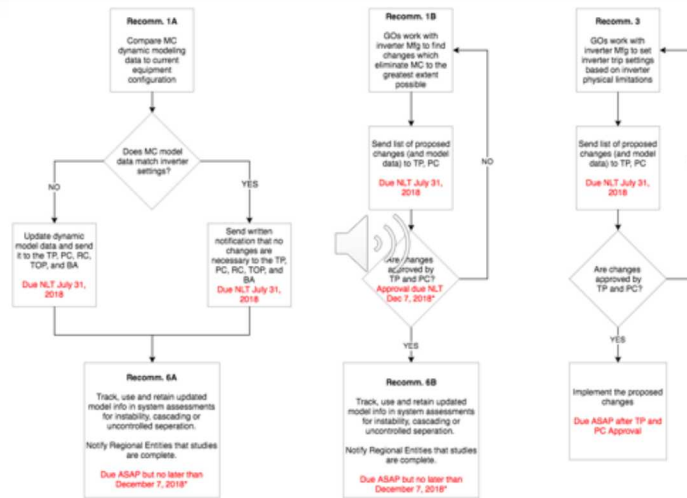 Recomm. 1A
Compare MC
dynamic modeling
data to current
equipment
configuration
Does MC model
data match inverter
settings?
NO
YES
Update dynamic
model data and send
it to the TP, PC, RC,
TOP, and BA
Due NLT July 31,
2018
Send written
notification that no
changes are
necessary to the TP,
PC, RC, TOP, and
BA
Due NLT July 31,
2018
Recomm. 6A
Track, use and retain updated
model info in system assessments
for instability, cascading or
uncontrolled seperation.
Notify Regional Entities that studies
are complete.
Due ASAP but no later than
December 7, 2018*
Recomm. 1B
GOs work with
inverter Mfg to find
changes which
eliminate MC to the
greatest extent
possible
Send list of proposed
changes (and model
data) to TP, PC
Due NLT July 31,
2018
NO
Are changes
approved by
TP and PC?
Approval due NLT
Dec 7, 2018*
YES
Recomm. 6B
Track, use and retain updated
model info in system assessments
for instability, cascading or
uncontrolled seperation.
Notify Regional Entities that studies
are complete.
Due ASAP but no later than
December 7, 2018*
Recomm. 3
GOs work with
inverter Mfg to set
inverter trip settings
based on inverter
physical limitations
Send list of proposed
changes (and model
data) to TP, PC
Due NLT July 31,
2018
Are changes
approved by
TP and PC?
YES
Implement the proposed
changes
Due ASAP after TP and
PC Approval